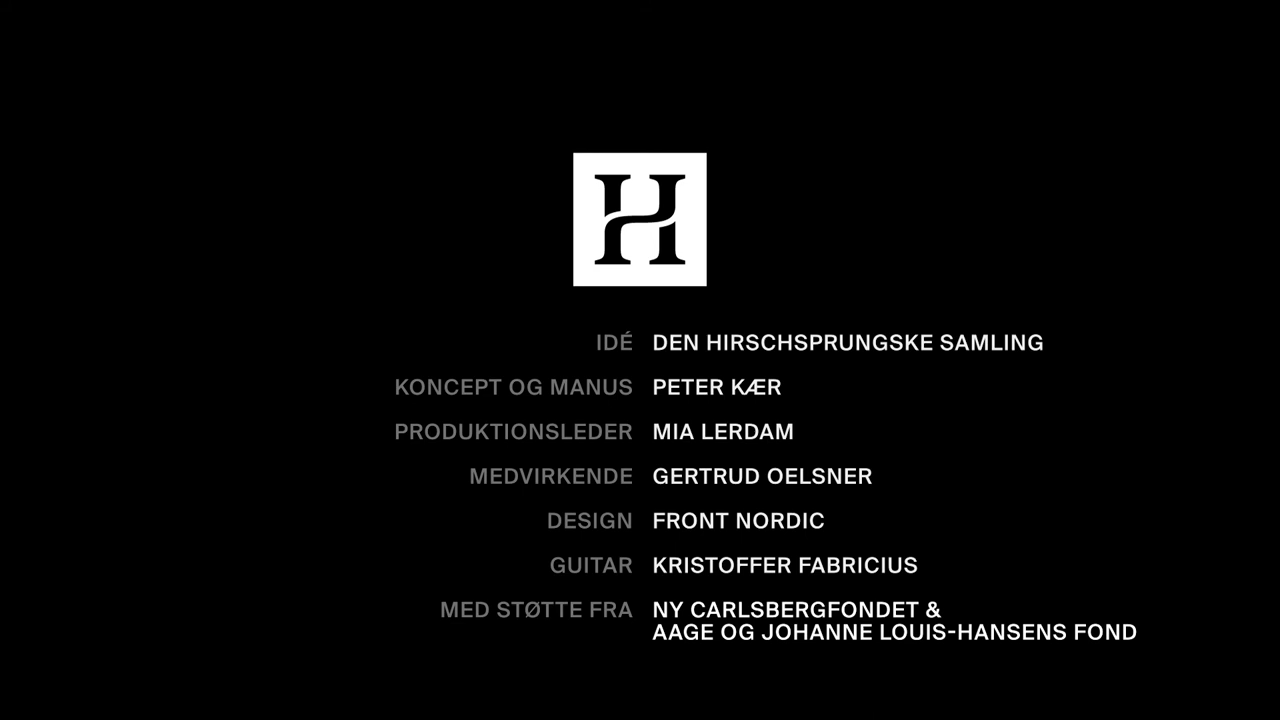 H
IDÉ DEN HIRSCHSPRUNGSKE SAMLING
KONCEPT OG MANUS PETER KÆR
PRODUKTIONSLEDER MIA LERDAM
MEDVIRKENDE GERTRUD OELSNER
DESIGN FRONT NORDIC
GUITAR KRISTOFFER FABRICIUS
MED STØTTE FRA NY CARLSBERGFONDET &
AAGE OG JOHANNE LOUIS-HANSENS FOND